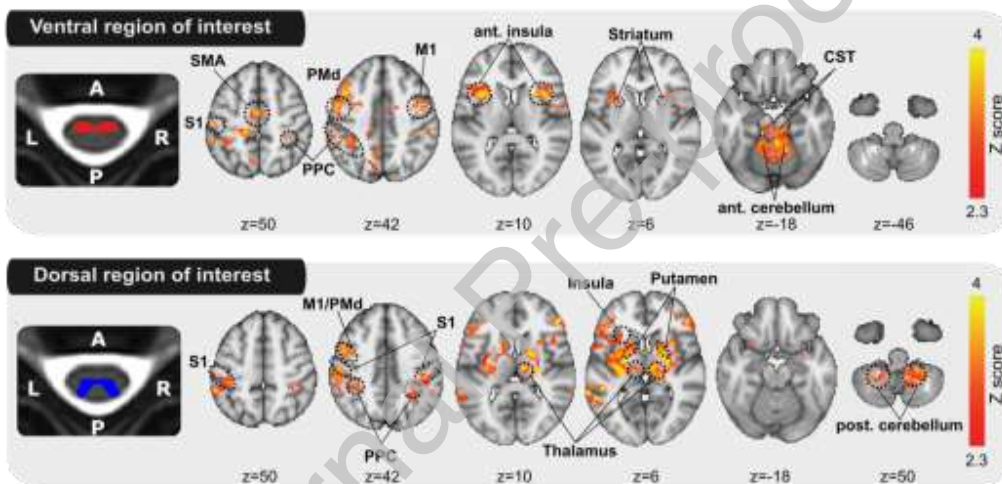 Ventral region of interest
4
SMA
PMd
M1
ant. insula
Striatum
CST
A
S1
L
R
Z score
P
PPC
ant. cerebellum
2.3
z=50
z=42
z=10
z=6
z=-18
z=-46
Dorsal region of interest
4
Insula
Putamen
M1/PMd
S1
A
S1
L
R
Z score
P
post. cerebellum
PPC
Thalamus
2.3
z=50
z=42
z=10
z=6
z=-18
z=50